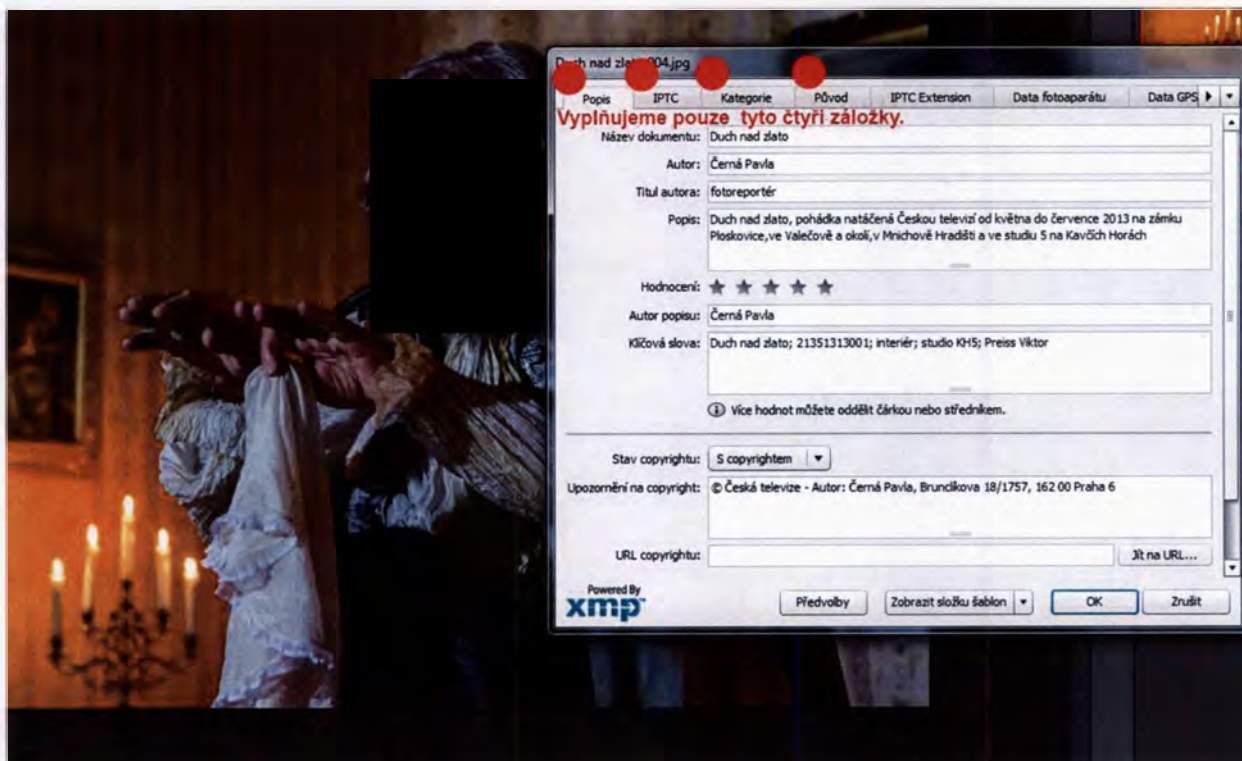 Duch nad zlato 004.jpg
Popis IPTC Kategorie Původ IPTC Extension Data fotoaparátu Data GPS
Vyplňujeme pouze tyto čtyři záložky.
Název dokumentu: Duch nad zlato
Autor: Černá Pavla
Titul autora: fotoreportér
Popis: Duch nad zlato, pohádka natáčená Českou televizí od května do července 2013 na zámku
Ploskovice,ve Valečově a okolí,v Mnichově Hradišti a ve studiu 5 na Kavčích Horách
Hodnocení:
Autor popisu: Černá Pavla
Klíčová slova: Duch nad zlato; 21351313001; interiér; studio KH5; Preiss Viktor
Více hodnot můžete oddělit čárkou nebo středníkem.
Stav copyrightu: S copyrightem
Upozornění na copyright: © Česká televize - Autor: Černá Pavla, Brunclíkova 18/1757, 162 00 Praha 6
URL copyrightu: Jít na URL...
Powered By
xmp™
Předvolby Zobrazit složku šablon OK Zrušit